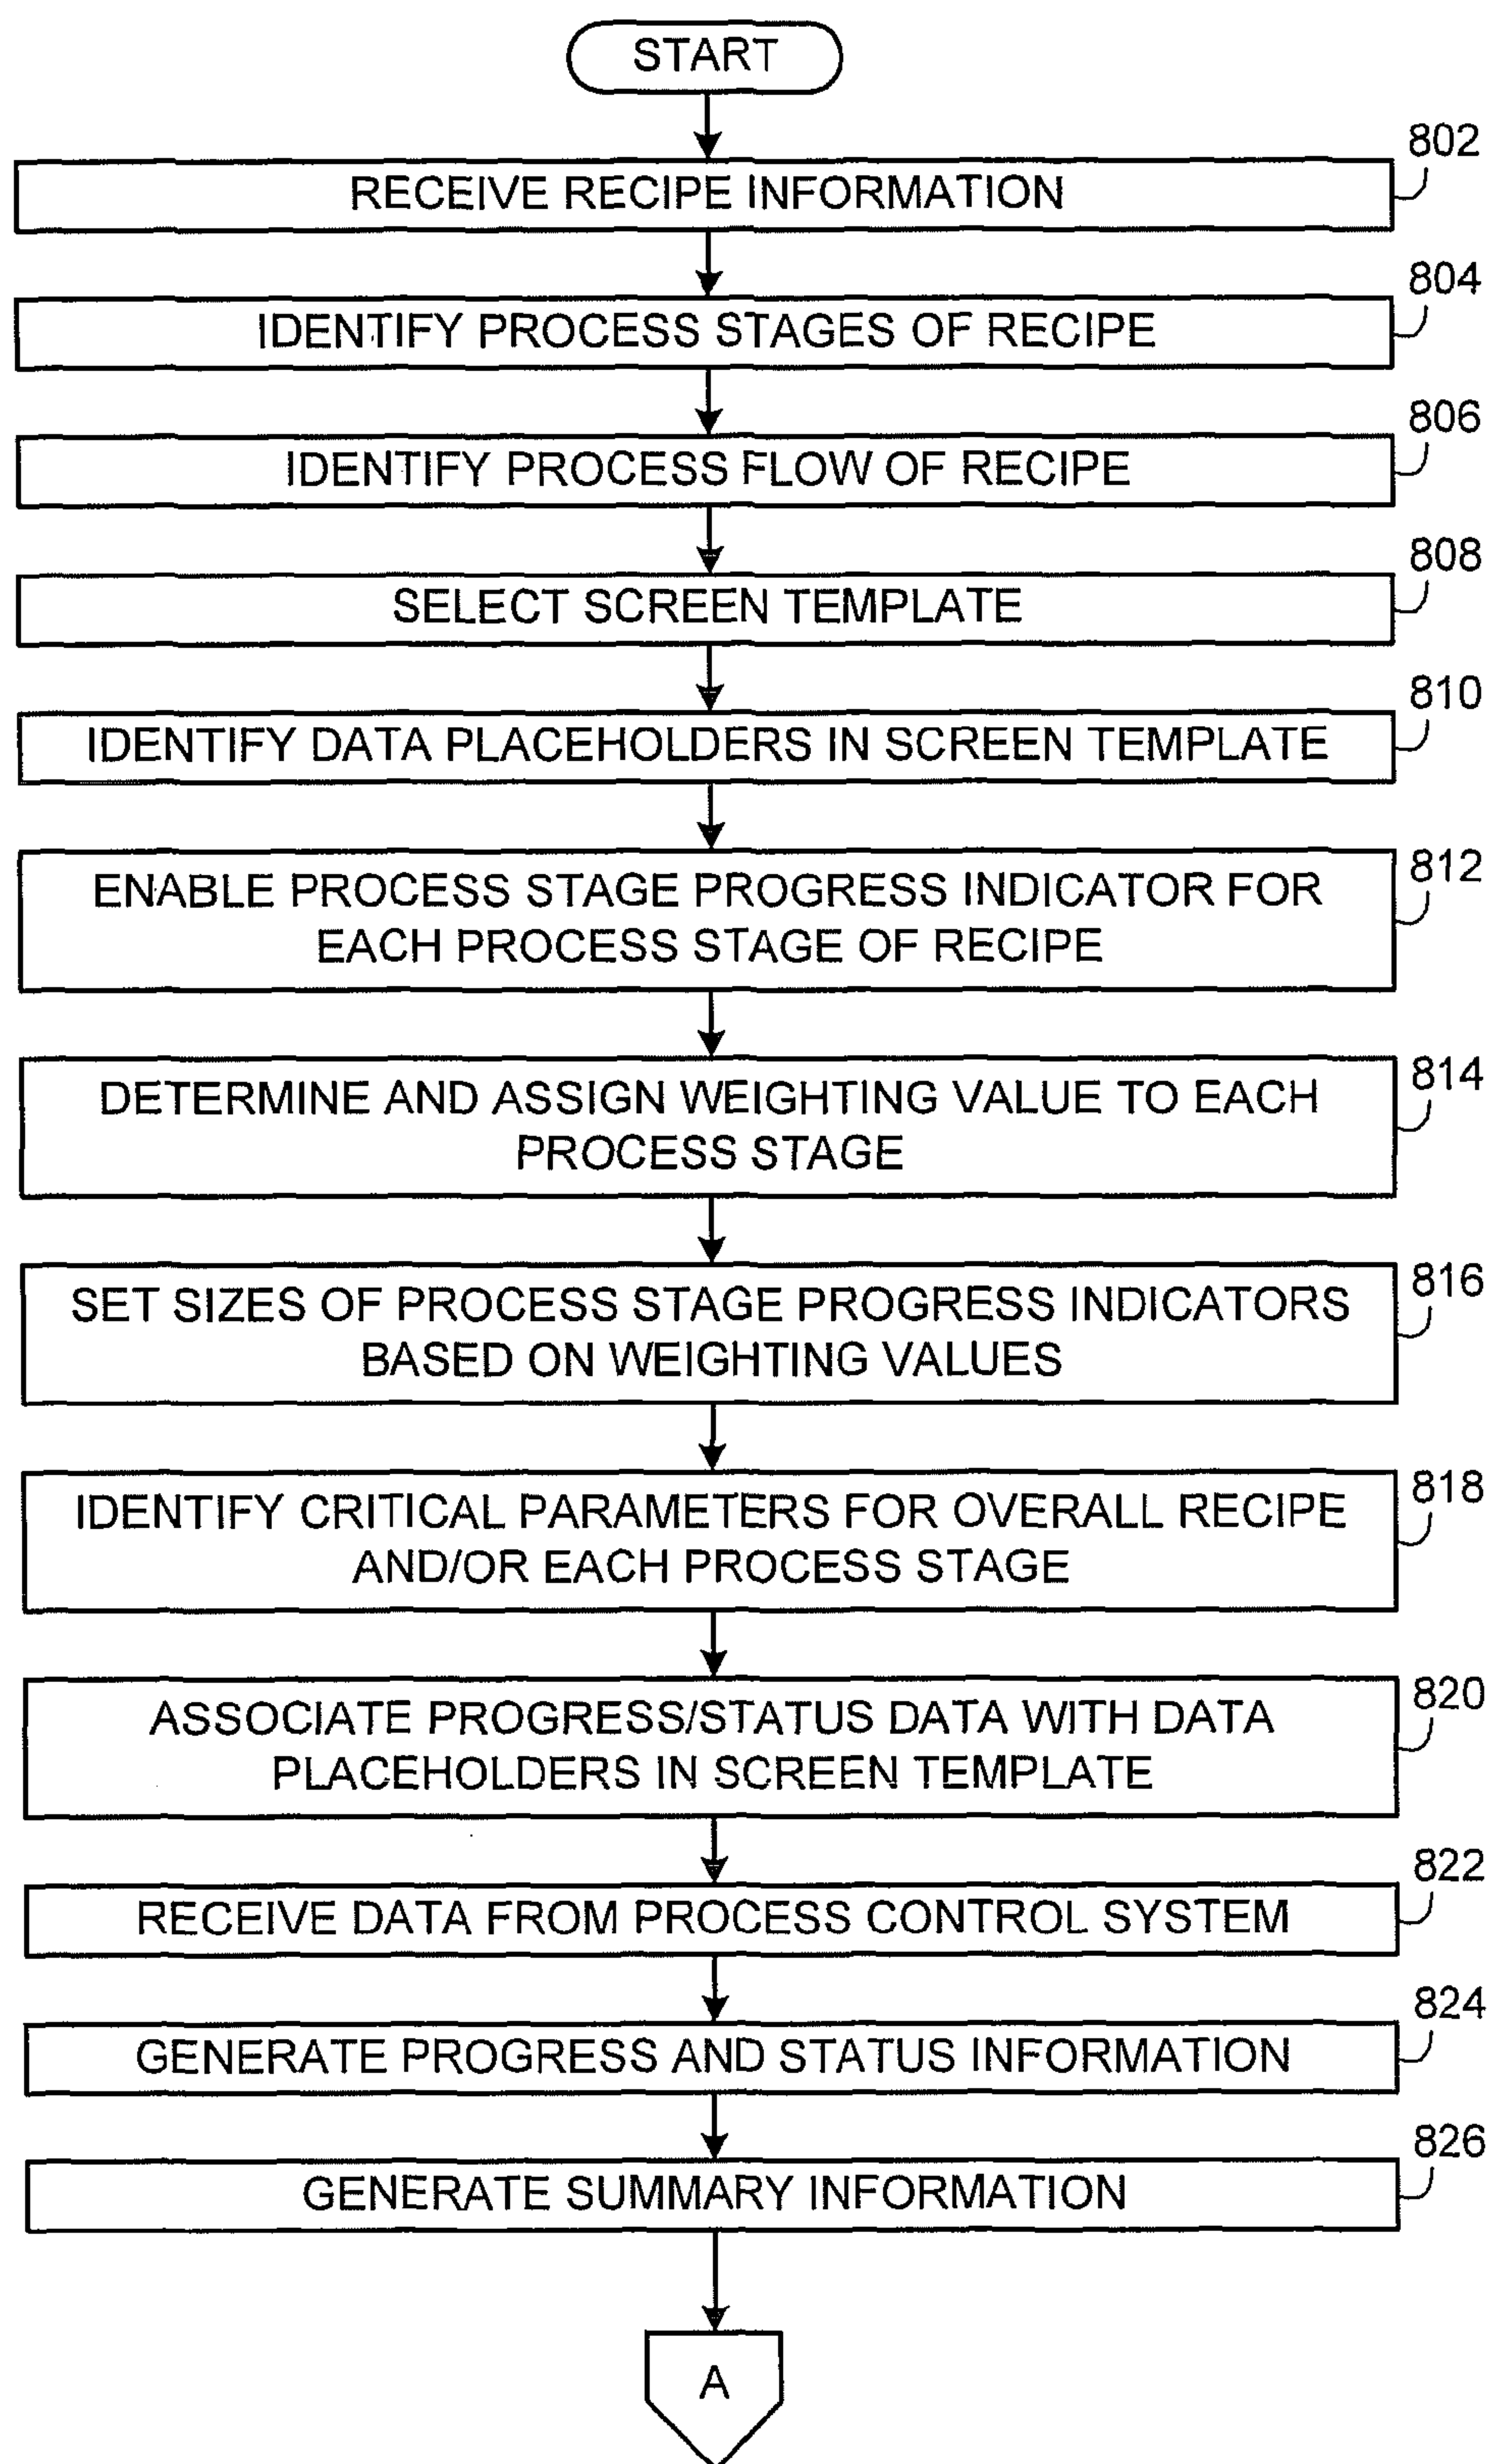 START
802
RECEIVE RECIPE INFORMATION
804
IDENTIFY PROCESS STAGES OF RECIPE
806
IDENTIFY PROCESS FLOW OF RECIPE
808
SELECT SCREEN TEMPLATE
810
IDENTIFY DATA PLACEHOLDERS IN SCREEN TEMPLATE
812
ENABLE PROCESS STAGE PROGRESS INDICATOR FOR
EACH PROCESS STAGE OF RECIPE
814
DETERMINE AND ASSIGN WEIGHTING VALUE TO EACH
PROCESS STAGE
816
SET SIZES OF PROCESS STAGE PROGRESS INDICATORS
BASED ON WEIGHTING VALUES
818
IDENTIFY CRITICAL PARAMETERS FOR OVERALL RECIPE
AND/OR EACH PROCESS STAGE
820
ASSOCIATE PROGRESS/STATUS DATA WITH DATA
PLACEHOLDERS IN SCREEN TEMPLATE
822
RECEIVE DATA FROM PROCESS CONTROL SYSTEM
824
GENERATE PROGRESS AND STATUS INFORMATION
826
GENERATE SUMMARY INFORMATION
A